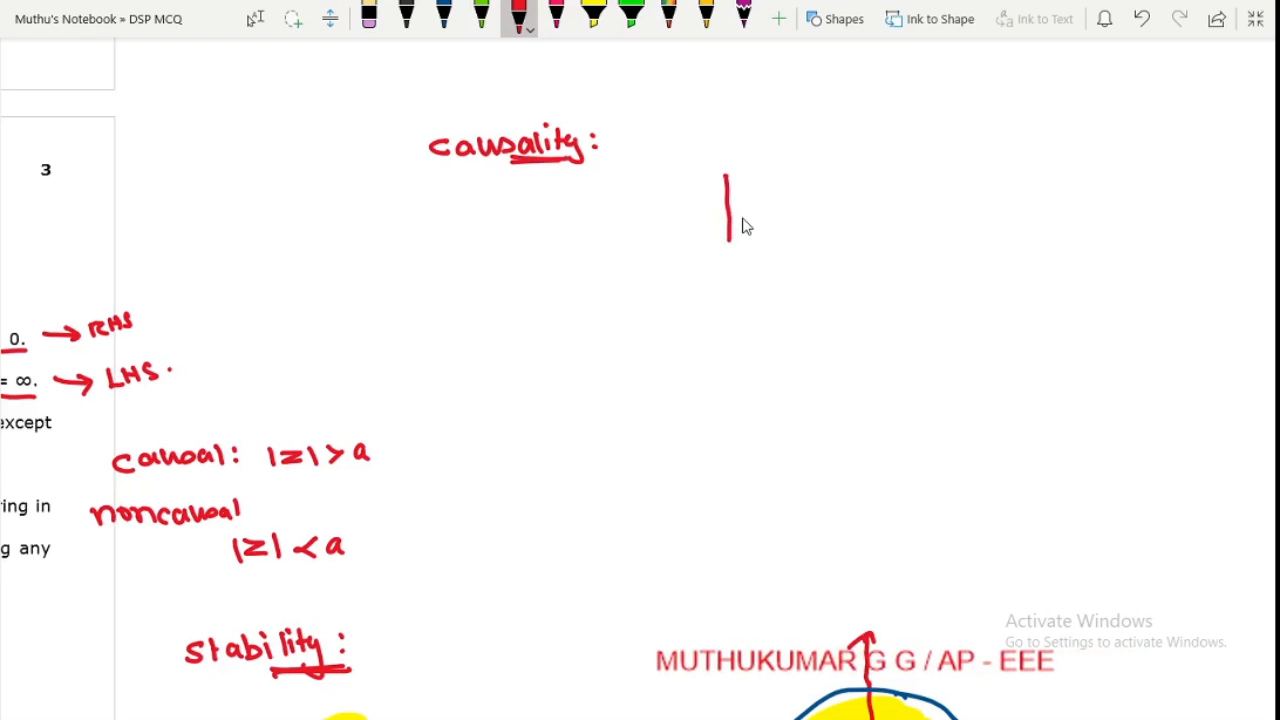 Muthu's Notebook » DSP MCQ
Shapes
Ink to Shape
Ink to Text
causality:
3
0. → RHS
= ∞. → LHS.
except
causal: |z| > a
ring in
noncausal
g any
|z| < a
Activate Windows
Go to Settings to activate Windows.
stability:
MUTHUKUMAR G G / AP - EEE